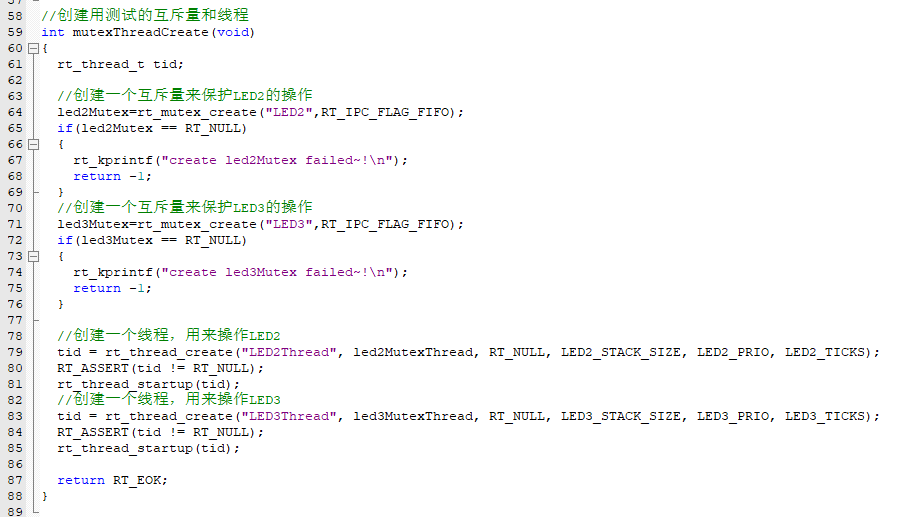 58 //创建用测试的互斥量和线程
59 int mutexThreadCreate(void)
60 {
61 rt_thread_t tid;
62
63 //创建一个互斥量来保护LED2的操作
64 led2Mutex=rt_mutex_create("LED2",RT_IPC_FLAG_FIFO);
65 if(led2Mutex == RT_NULL)
66 {
67 rt_kprintf("create led2Mutex failed~!\n");
68 return -1;
69 }
70 //创建一个互斥量来保护LED3的操作
71 led3Mutex=rt_mutex_create("LED3",RT_IPC_FLAG_FIFO);
72 if(led3Mutex == RT_NULL)
73 {
74 rt_kprintf("create led3Mutex failed~!\n");
75 return -1;
76 }
77
78 //创建一个线程，用来操作LED2
79 tid = rt_thread_create("LED2Thread", led2MutexThread, RT_NULL, LED2_STACK_SIZE, LED2_PRIO, LED2_TICKS);
80 RT_ASSERT(tid != RT_NULL);
81 rt_thread_startup(tid);
82 //创建一个线程，用来操作LED3
83 tid = rt_thread_create("LED3Thread", led3MutexThread, RT_NULL, LED3_STACK_SIZE, LED3_PRIO, LED3_TICKS);
84 RT_ASSERT(tid != RT_NULL);
85 rt_thread_startup(tid);
86
87 return RT_EOK;
88 }
89